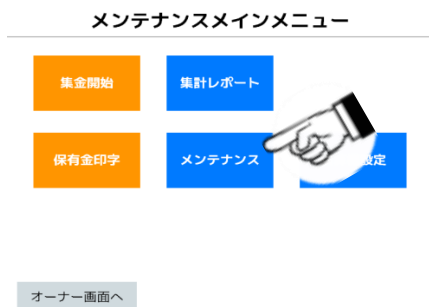 メンテナンスメインメニュー
集金開始
集計レポート
保有金印字
メンテナンス
設定
オーナー画面へ